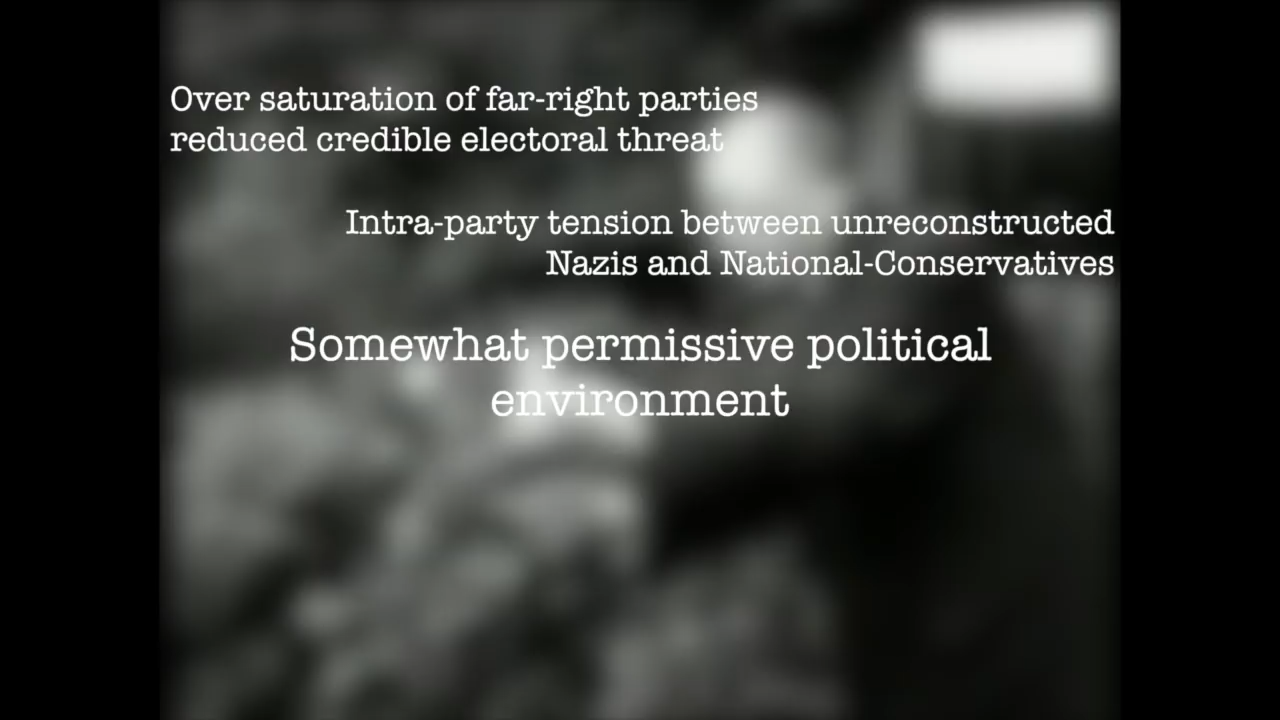 Over saturation of far-right parties
reduced credible electoral threat
Intra-party tension between unreconstructed
Nazis and National-Conservatives
Somewhat permissive political
environment